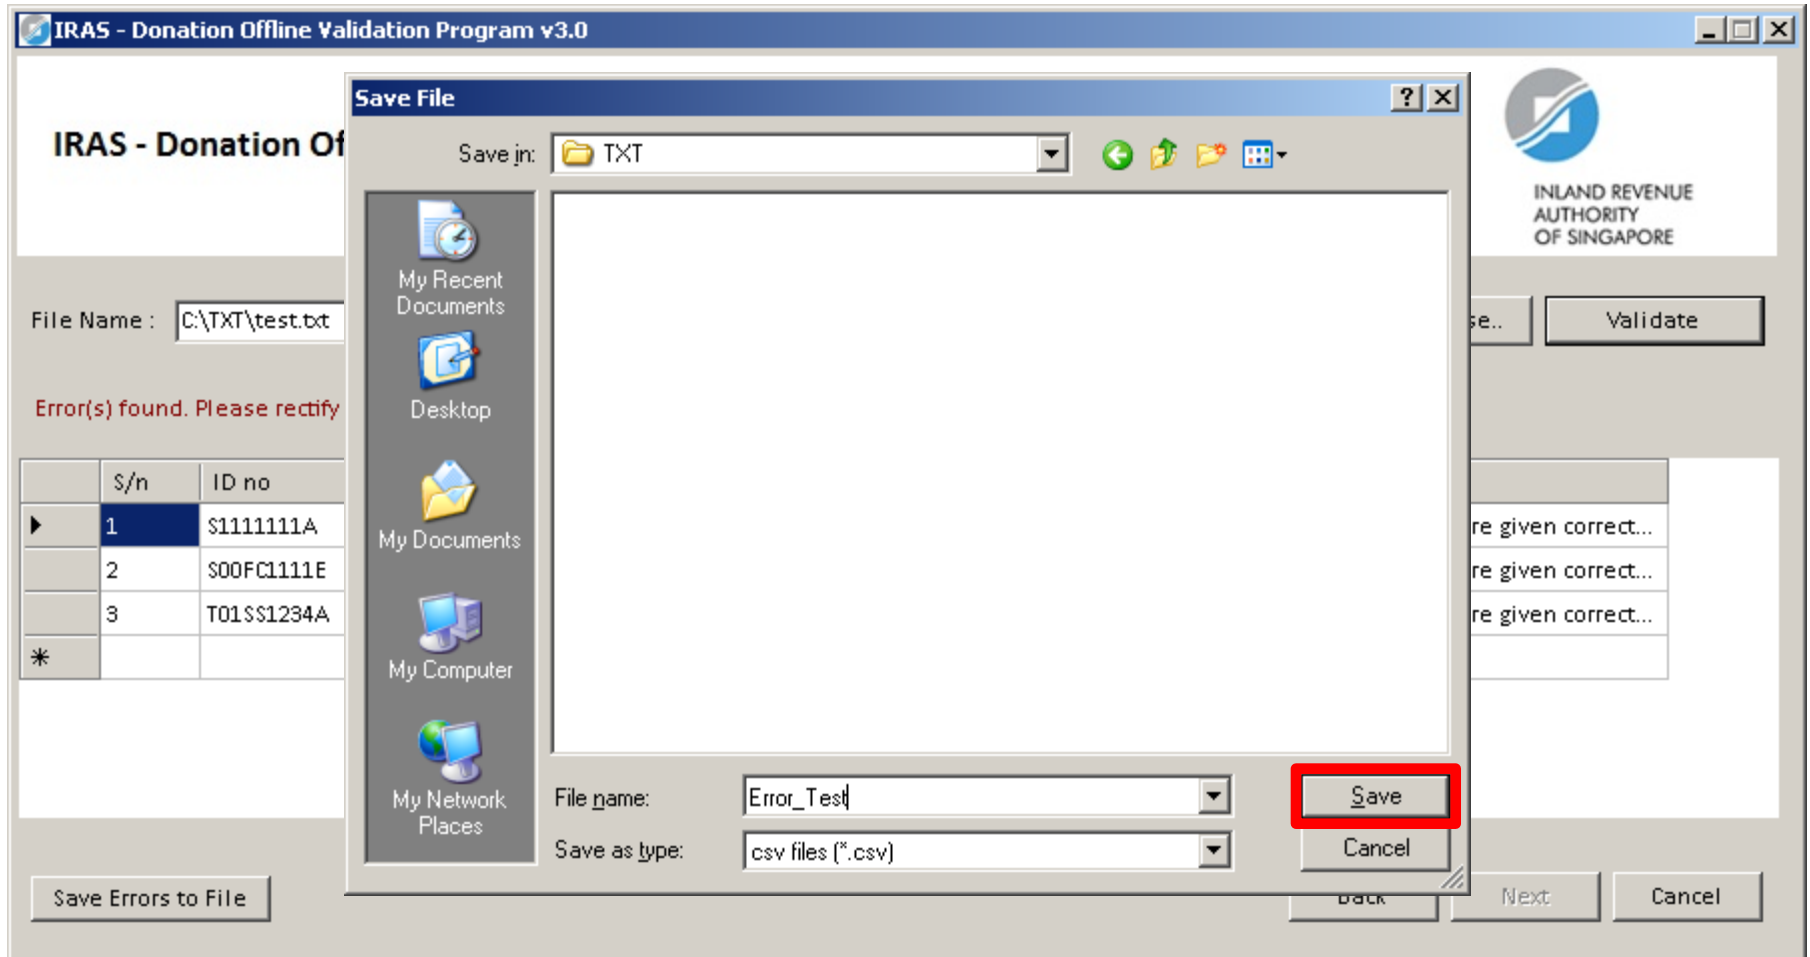 IRAS - Donation Offline Validation Program v3.0
Save File
IRAS - Donation Of
Save in:
TXT
INLAND REVENUE
AUTHORITY
OF SINGAPORE
My Recent
Documents
File Name :
C:\TXT\test.txt
se..
Validate
Desktop
Error(s) found. Please rectify
S/n
ID no
1
S1111111A
re given correct...
My Documents
2
S00FC1111E
re given correct...
3
T01SS1234A
re given correct...
My Computer
My Network
Places
File name:
Error_Test
Save
Save as type:
csv files (*.csv)
Cancel
Save Errors to File
Back
Next
Cancel